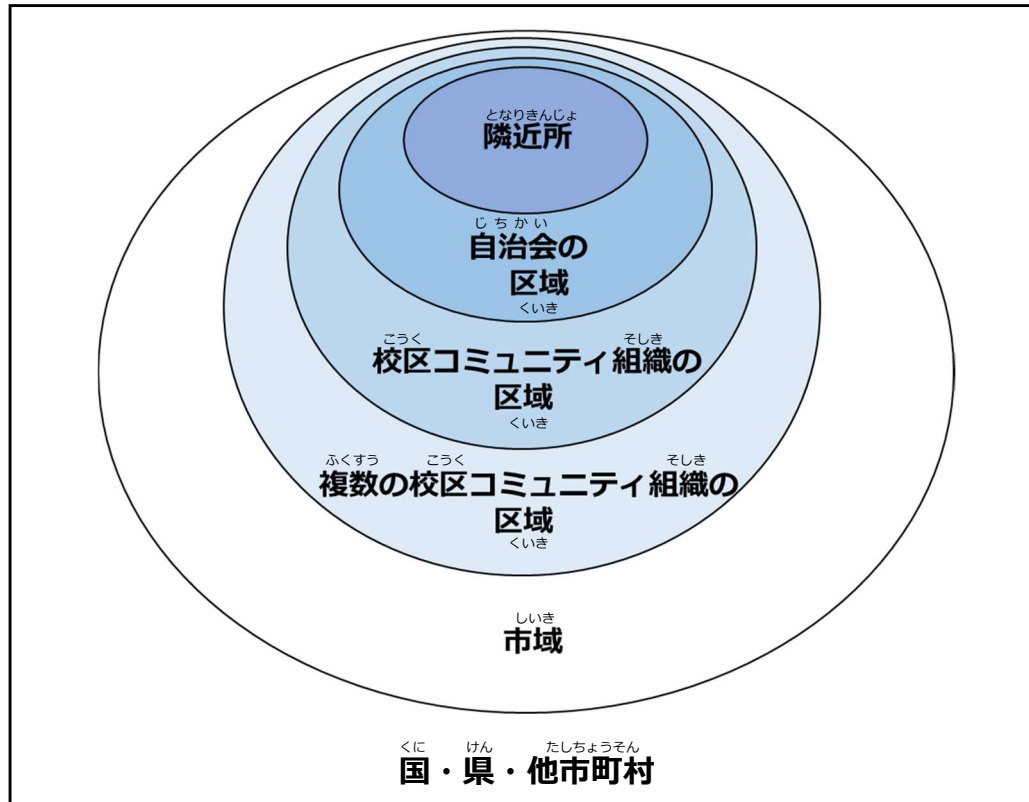 となりきんじょ
隣近所
じちかい
自治会の
区域
くいき
こうく そしき
校区コミュニティ組織の
区域
くいき
ふくすう こうく そしき
複数の校区コミュニティ組織の
区域
くいき
しいき
市域
くに けん たしちょうそん
国・県・他市町村